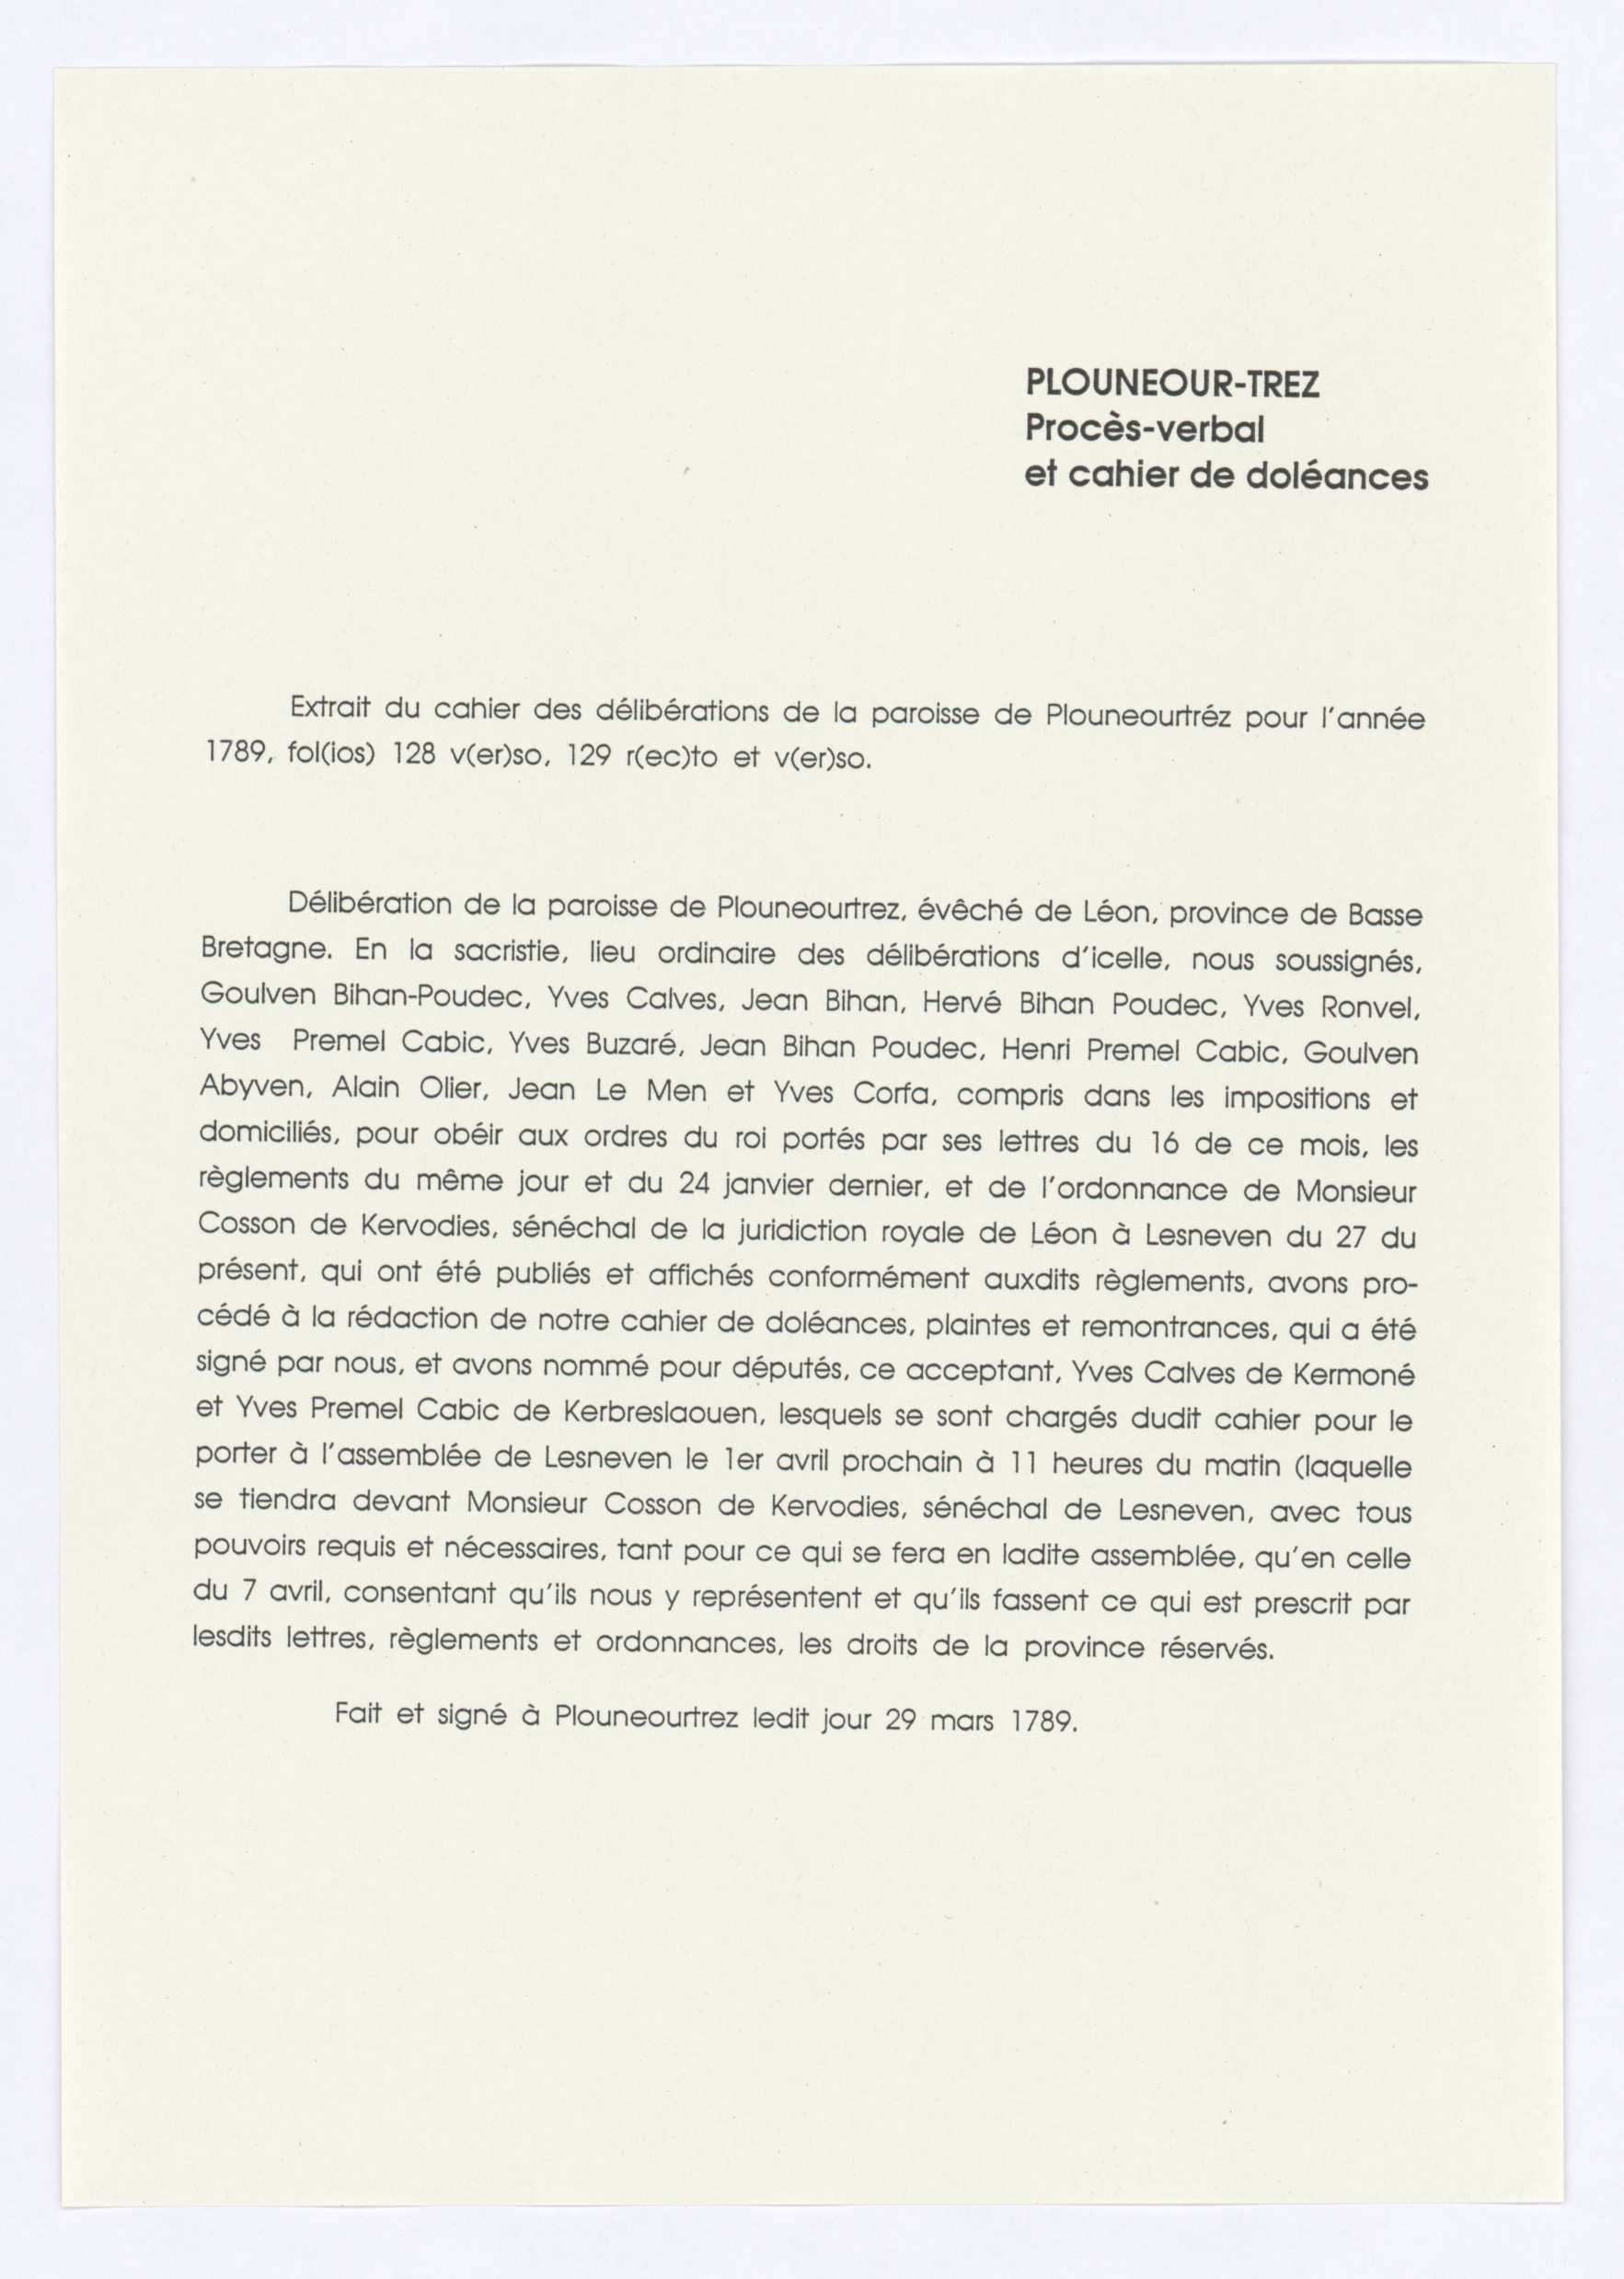 PLOUNEOUR-TREZ
Procès-verbal
et cahier de doléances
Extrait du cahier des délibérations de la paroisse de Plouneourtréz pour l'année
1789, fol(ios) 128 v(er)so, 129 r(ec)to et v(er)so.
Délibération de la paroisse de Plouneourtrez, évêché de Léon, province de Basse
Bretagne. En la sacristie, lieu ordinaire des délibérations d'icelle, nous soussignés,
Goulven Bihan-Poudec, Yves Calves, Jean Bihan, Hervé Bihan Poudec, Yves Ronvel,
Yves Premel Cabic, Yves Buzaré, Jean Bihan Poudec, Henri Premel Cabic, Goulven
Abyven, Alain Olier, Jean Le Men et Yves Corfa, compris dans les impositions et
domiciliés, pour obéir aux ordres du roi portés par ses lettres du 16 de ce mois, les
règlements du même jour et du 24 janvier dernier, et de l'ordonnance de Monsieur
Cosson de Kervodies, sénéchal de la juridiction royale de Léon à Lesneven du 27 du
présent, qui ont été publiés et affichés conformément auxdits règlements, avons pro-
cédé à la rédaction de notre cahier de doléances, plaintes et remontrances, qui a été
signé par nous, et avons nommé pour députés, ce acceptant, Yves Calves de Kermoné
et Yves Premel Cabic de Kerbreslaouen, lesquels se sont chargés dudit cahier pour le
porter à l'assemblée de Lesneven le 1er avril prochain à 11 heures du matin (laquelle
se tiendra devant Monsieur Cosson de Kervodies, sénéchal de Lesneven, avec tous
pouvoirs requis et nécessaires, tant pour ce qui se fera en ladite assemblée, qu'en celle
du 7 avril, consentant qu'ils nous y représentent et qu'ils fassent ce qui est prescrit par
lesdits lettres, règlements et ordonnances, les droits de la province réservés.
Fait et signé à Plouneourtrez ledit jour 29 mars 1789.